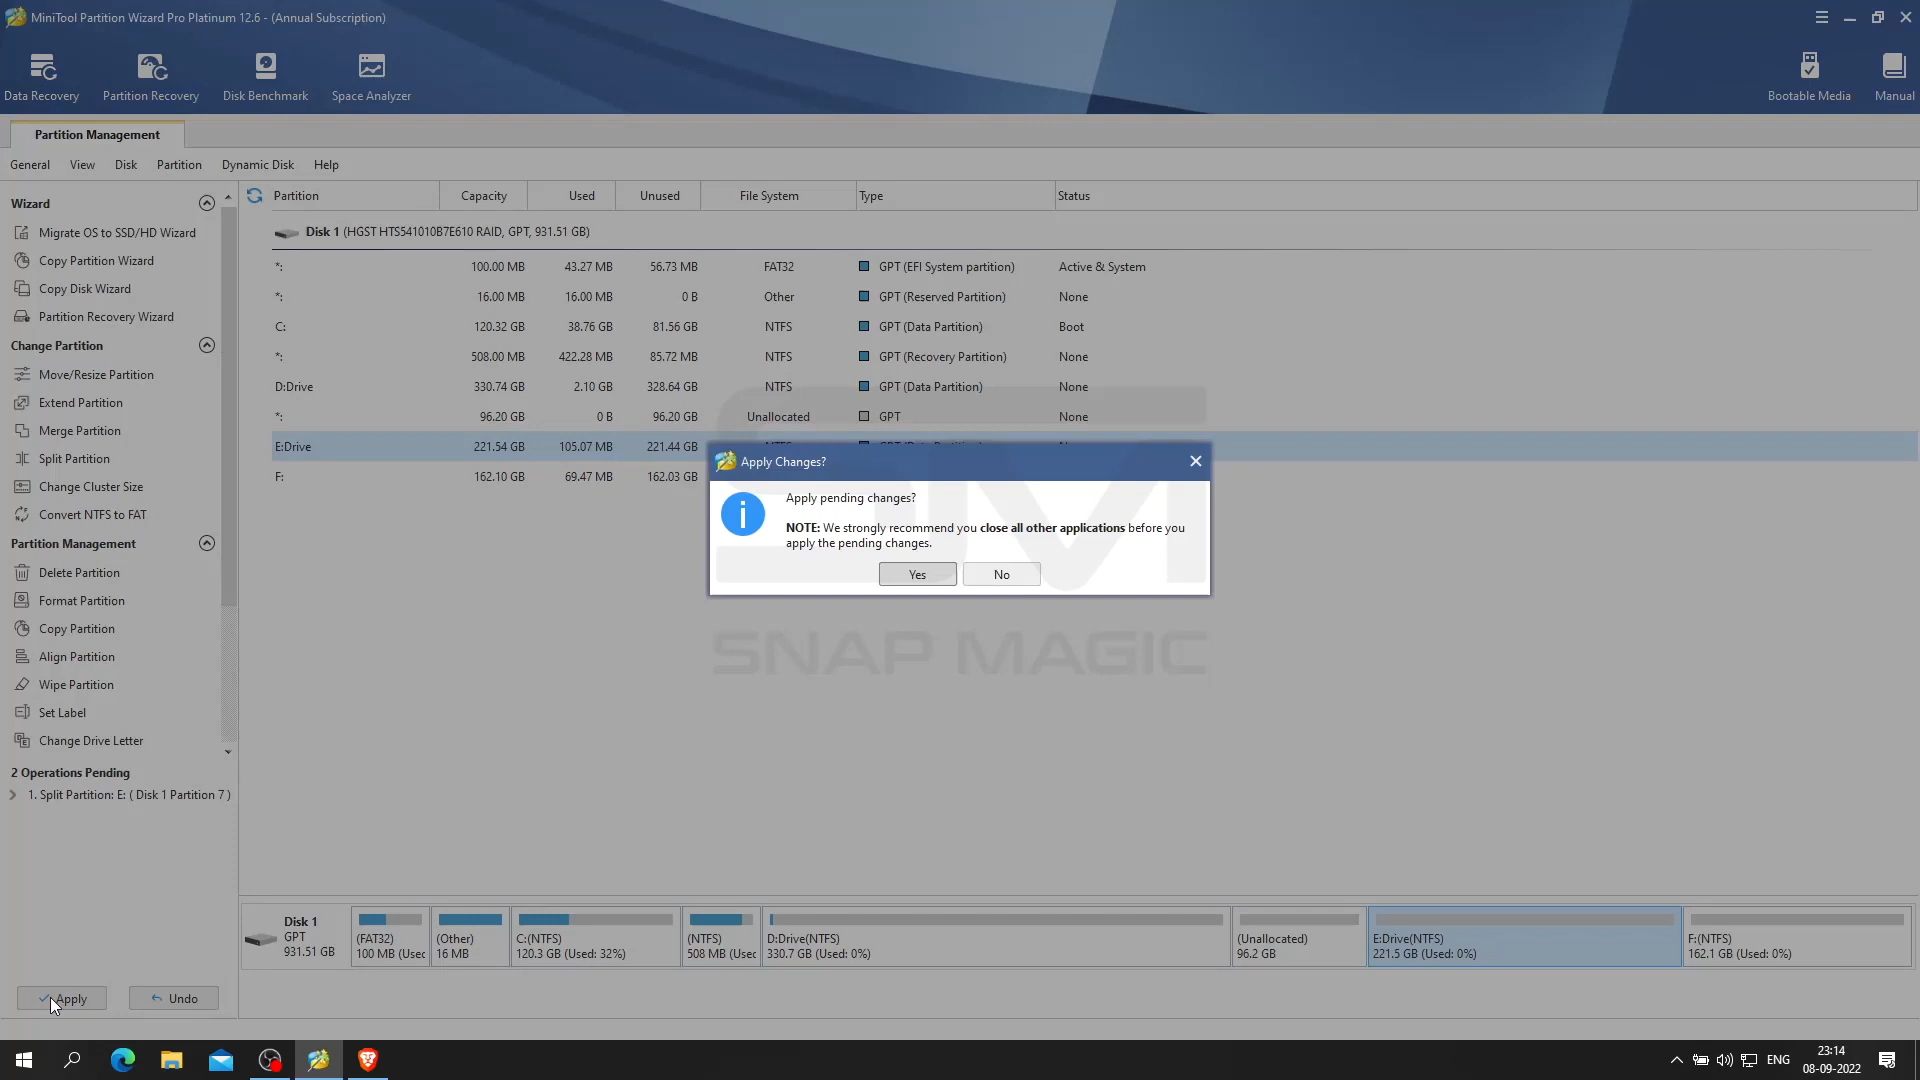 MiniTool Partition Wizard Pro Platinum 12.6 - (Annual Subscription)
Data Recovery
Partition Recovery
Disk Benchmark
Space Analyzer
Bootable Media
Manual
Partition Management
General View Disk Partition Dynamic Disk Help
Wizard
Migrate OS to SSD/HD Wizard
Copy Partition Wizard
Copy Disk Wizard
Partition Recovery Wizard
Change Partition
Move/Resize Partition
Extend Partition
Merge Partition
Split Partition
Change Cluster Size
Convert NTFS to FAT
Partition Management
Delete Partition
Format Partition
Copy Partition
Align Partition
Wipe Partition
Set Label
Change Drive Letter
2 Operations Pending
1. Split Partition: E: ( Disk 1 Partition 7 )
Apply
Undo
Partition Capacity Used Unused File System Type Status
Disk 1 (HGST HTS541010B7E610 RAID, GPT, 931.51 GB)
*: 100.00 MB 43.27 MB 56.73 MB FAT32 GPT (EFI System partition) Active & System
*: 16.00 MB 16.00 MB 0 B Other GPT (Reserved Partition) None
C: 120.32 GB 38.76 GB 81.56 GB NTFS GPT (Data Partition) Boot
*: 508.00 MB 422.28 MB 85.72 MB NTFS GPT (Recovery Partition) None
D:Drive 330.74 GB 2.10 GB 328.64 GB NTFS GPT (Data Partition) None
*: 96.20 GB 0 B 96.20 GB Unallocated GPT None
E:Drive 221.54 GB 105.07 MB 221.44 GB
F: 162.10 GB 69.47 MB 162.03 GB
Apply Changes?
Apply pending changes?
NOTE: We strongly recommend you close all other applications before you
apply the pending changes.
Yes
No
SM
SNAP MAGIC
Disk 1
GPT
931.51 GB
(FAT32)
100 MB (Usec
(Other)
16 MB
C:(NTFS)
120.3 GB (Used: 32%)
(NTFS)
508 MB (Usec
D:Drive(NTFS)
330.7 GB (Used: 0%)
(Unallocated)
96.2 GB
E:Drive(NTFS)
221.5 GB (Used: 0%)
F:(NTFS)
162.1 GB (Used: 0%)
ENG
23:14
08-09-2022